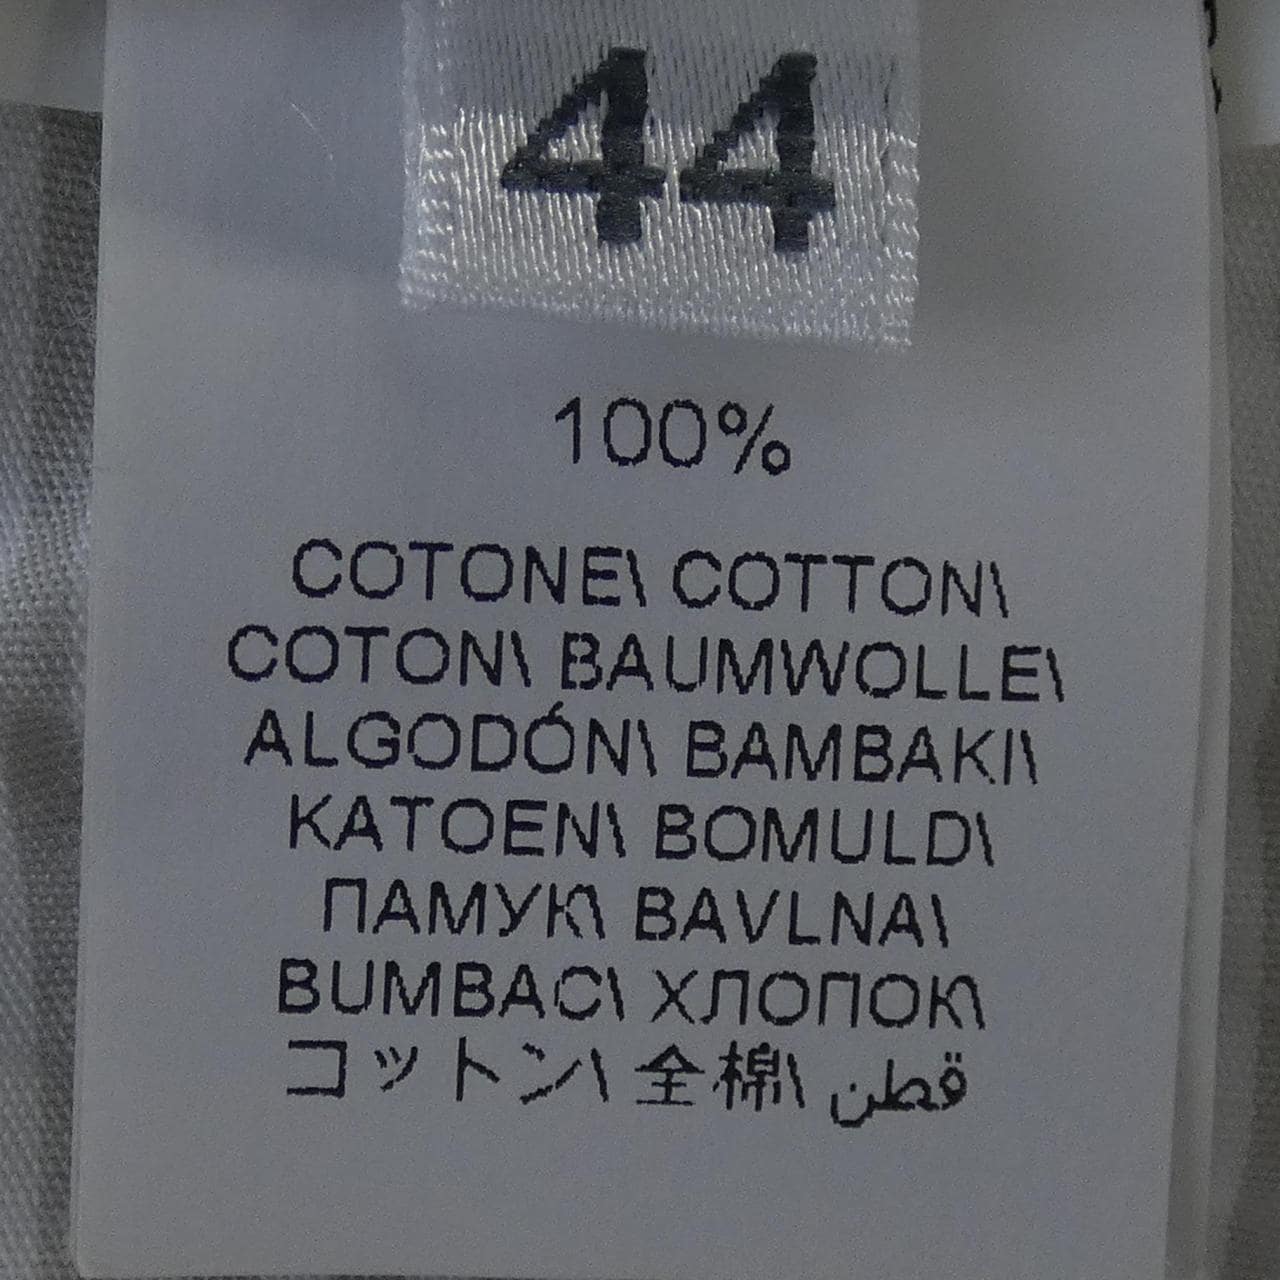 44
100%
COTONE\ COTTON\
COTON\ BAUMWOLLE\
ALGODÓN\ BAMBAKI\
KATOEN\ BOMULD\
ПАМУК\ BAVLNA\
BUMBAC\ ХЛОПОК\
コットン\ 全棉\ قطن